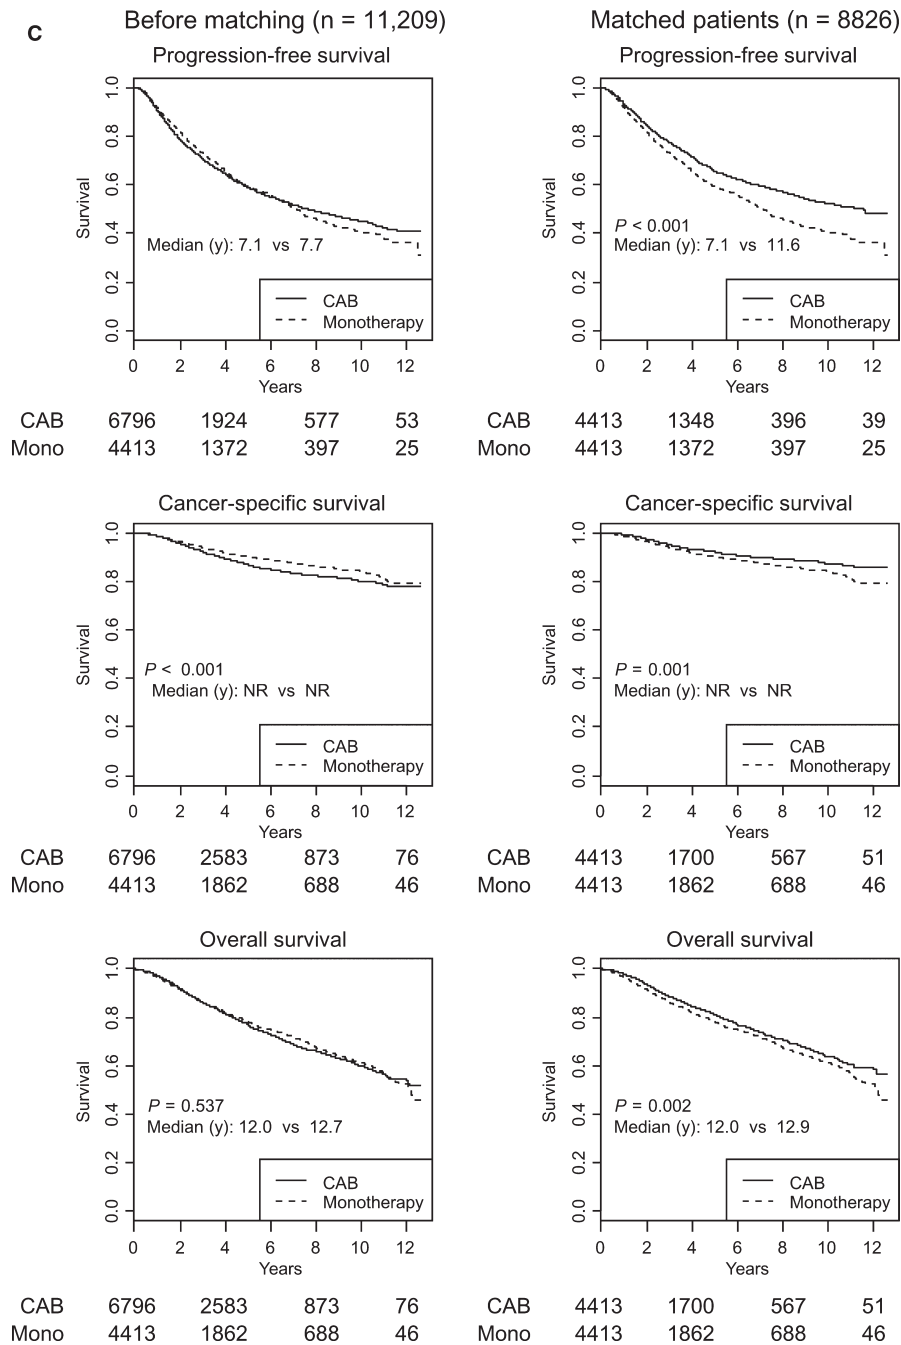 C
Before matching (n = 11,209)
Progression-free survival
Survival
1.0
0.8
0.6
0.4
0.2
0.0
Median (y): 7.1 vs 7.7
CAB
Monotherapy
0 2 4 6 8 10 12
Years
CAB 6796 1924 577 53
Mono 4413 1372 397 25
Matched patients (n = 8826)
Progression-free survival
Survival
1.0
0.8
0.6
0.4
0.2
0.0
P < 0.001
Median (y): 7.1 vs 11.6
CAB
Monotherapy
0 2 4 6 8 10 12
Years
CAB 4413 1348 396 39
Mono 4413 1372 397 25
Cancer-specific survival
Survival
1.0
0.8
0.6
0.4
0.2
0.0
P < 0.001
Median (y): NR vs NR
CAB
Monotherapy
0 2 4 6 8 10 12
Years
CAB 6796 2583 873 76
Mono 4413 1862 688 46
Cancer-specific survival
Survival
1.0
0.8
0.6
0.4
0.2
0.0
P = 0.001
Median (y): NR vs NR
CAB
Monotherapy
0 2 4 6 8 10 12
Years
CAB 4413 1700 567 51
Mono 4413 1862 688 46
Overall survival
Survival
1.0
0.8
0.6
0.4
0.2
0.0
P = 0.537
Median (y): 12.0 vs 12.7
CAB
Monotherapy
0 2 4 6 8 10 12
Years
CAB 6796 2583 873 76
Mono 4413 1862 688 46
Overall survival
Survival
1.0
0.8
0.6
0.4
0.2
0.0
P = 0.002
Median (y): 12.0 vs 12.9
CAB
Monotherapy
0 2 4 6 8 10 12
Years
CAB 4413 1700 567 51
Mono 4413 1862 688 46